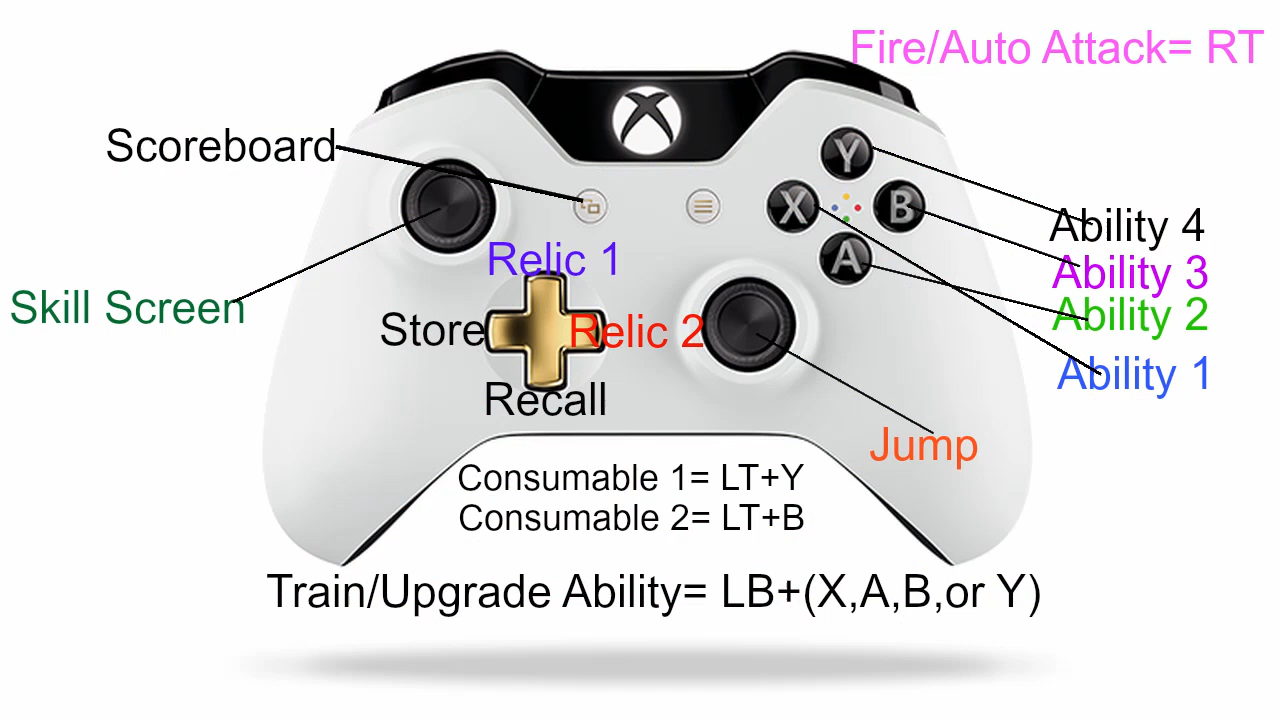 Fire/Auto Attack= RT
Scoreboard
Y
X
B
A
Ability 4
Relic 1
Ability 3
Skill Screen
Store
Relic 2
Ability 2
Ability 1
Recall
Jump
Consumable 1= LT+Y
Consumable 2= LT+B
Train/Upgrade Ability= LB+(X,A,B,or Y)